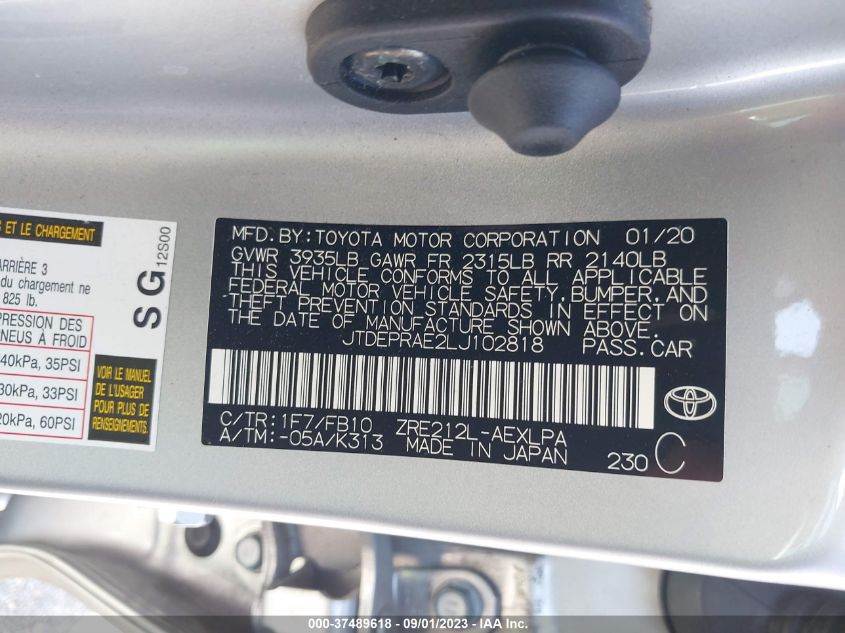 S ET LE CHARGEMENT
ARRIÈRE 3
du chargement ne
825 lb.
PRESSION DES
PNEUS À FROID
40kPa, 35PSI
30kPa, 33PSI
20kPa, 60PSI
VOIR LE MANUEL
DE L'USAGER
POUR PLUS DE
RENSEIGNEMENTS.
SG
12S00
MFD. BY: TOYOTA MOTOR CORPORATION 01/20
GVWR 3935LB GAWR FR 2315LB RR 2140LB
THIS VEHICLE CONFORMS TO ALL APPLICABLE
FEDERAL MOTOR VEHICLE SAFETY, BUMPER, AND
THEFT PREVENTION STANDARDS IN EFFECT ON
THE DATE OF MANUFACTURE SHOWN ABOVE.
JTDEPRAE2LJ102818 PASS. CAR
C/TR: 1F7/FB10 ZRE212L-AEXLPA
A/TM: -05A/K313 MADE IN JAPAN
230 C
000-37489618 - 09/01/2023 - IAA Inc.